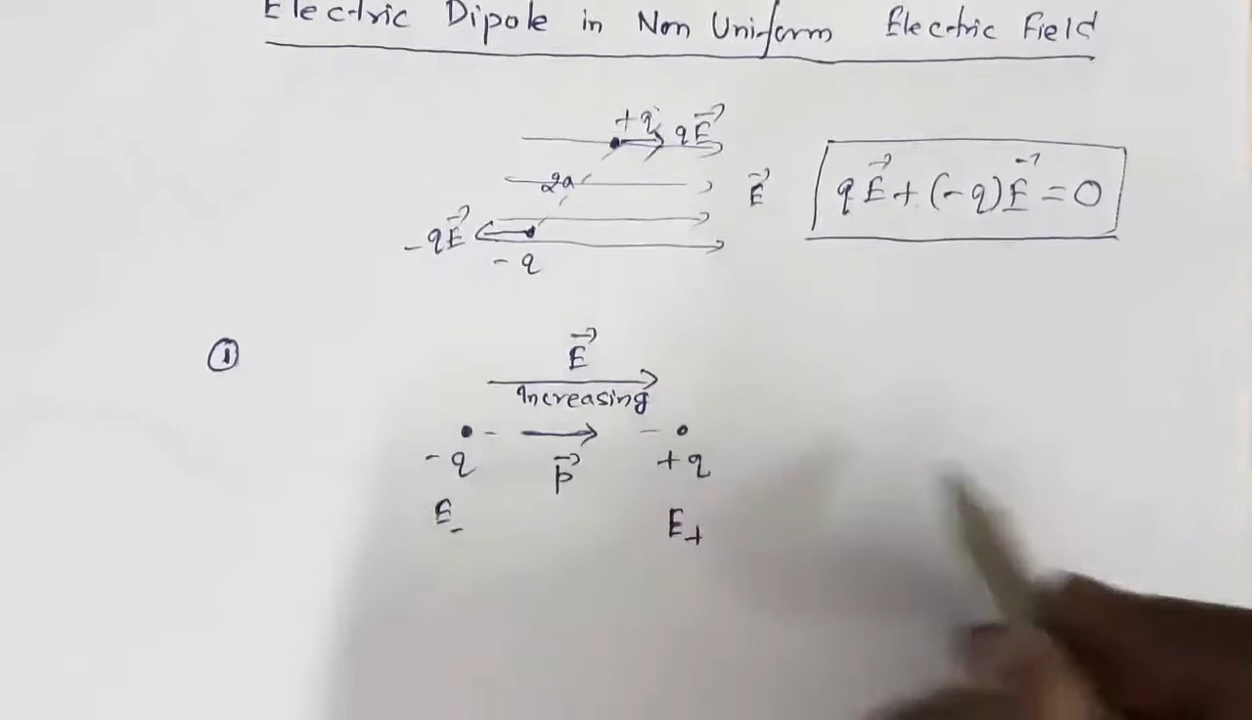 Electric Dipole in Non Uniform Electric Field
+q qE⃗
2a
E⃗
-qE⃗
-q
qE⃗ + (-q)E⃗ = 0
①
E⃗
Increasing
-q p⃗ +q
E₋ E₊